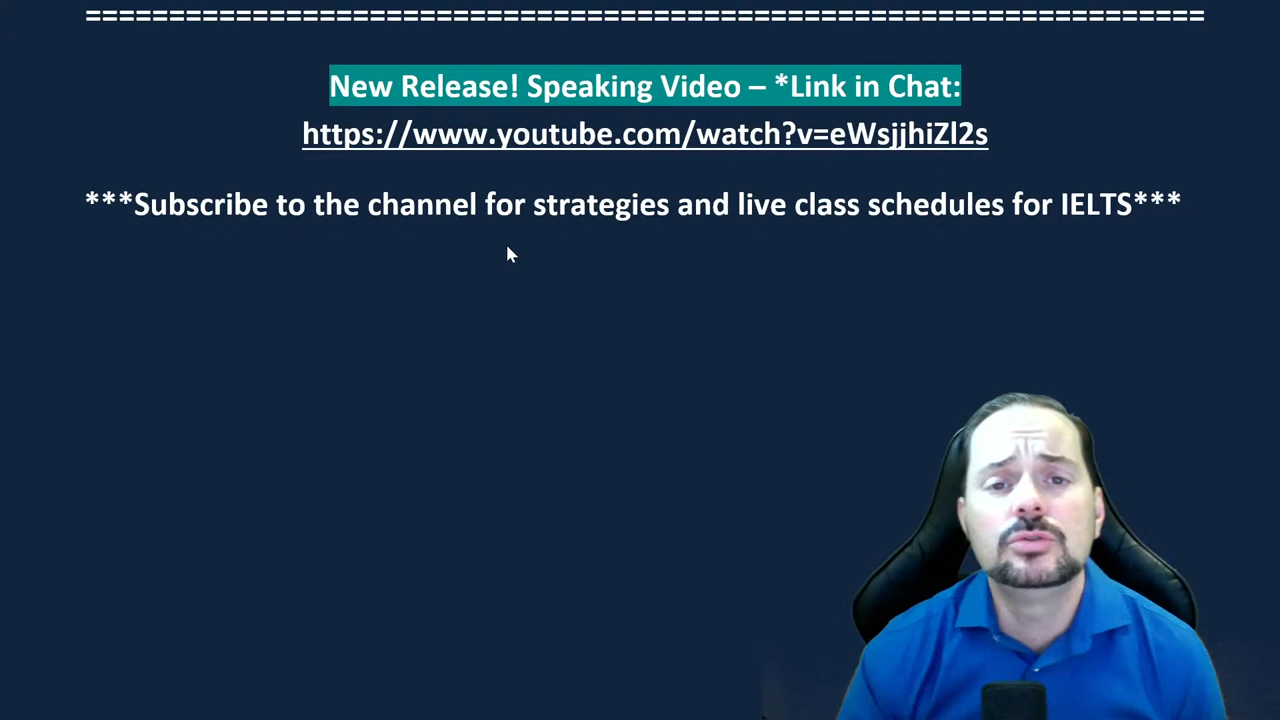 ================================================================
New Release! Speaking Video – *Link in Chat:
https://www.youtube.com/watch?v=eWsjjhiZl2s
***Subscribe to the channel for strategies and live class schedules for IELTS***